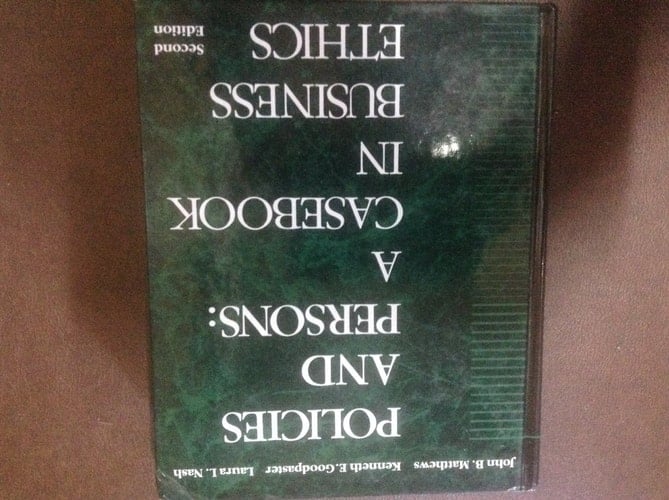 John B. Matthews Kenneth E. Goodpaster Laura L. Nash
POLICIES
AND
PERSONS:
A
CASEBOOK
IN
BUSINESS
ETHICS
Second
Edition